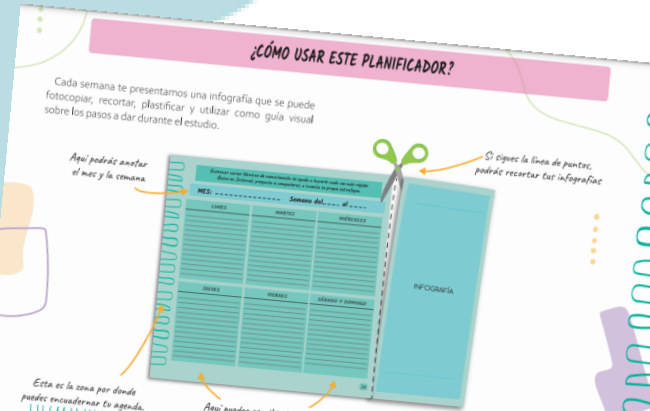 ¿CÓMO USAR ESTE PLANIFICADOR?
Cada semana te presentamos una infografía que se puede
fotocopiar, recortar, plastificar y utilizar como guía visual
sobre los pasos a dar durante el estudio.
Aquí podrás anotar
el mes y la semana
Si sigues la línea de puntos,
podrás recortar tus infografías
MES:
Semana del
al
LUNES
MARTES
MIÉRCOLES
INFOGRAFÍA
JUEVES
VIERNES
SÁBADO Y DOMINGO
Esta es la zona por donde
puedes encuadernar tu agenda.
Aquí puedes